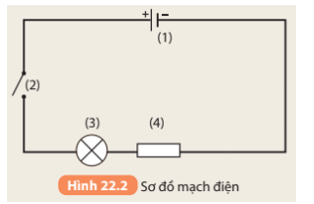 + −
(1)
(2)
(3) (4)
Hình 22.2 Sơ đồ mạch điện